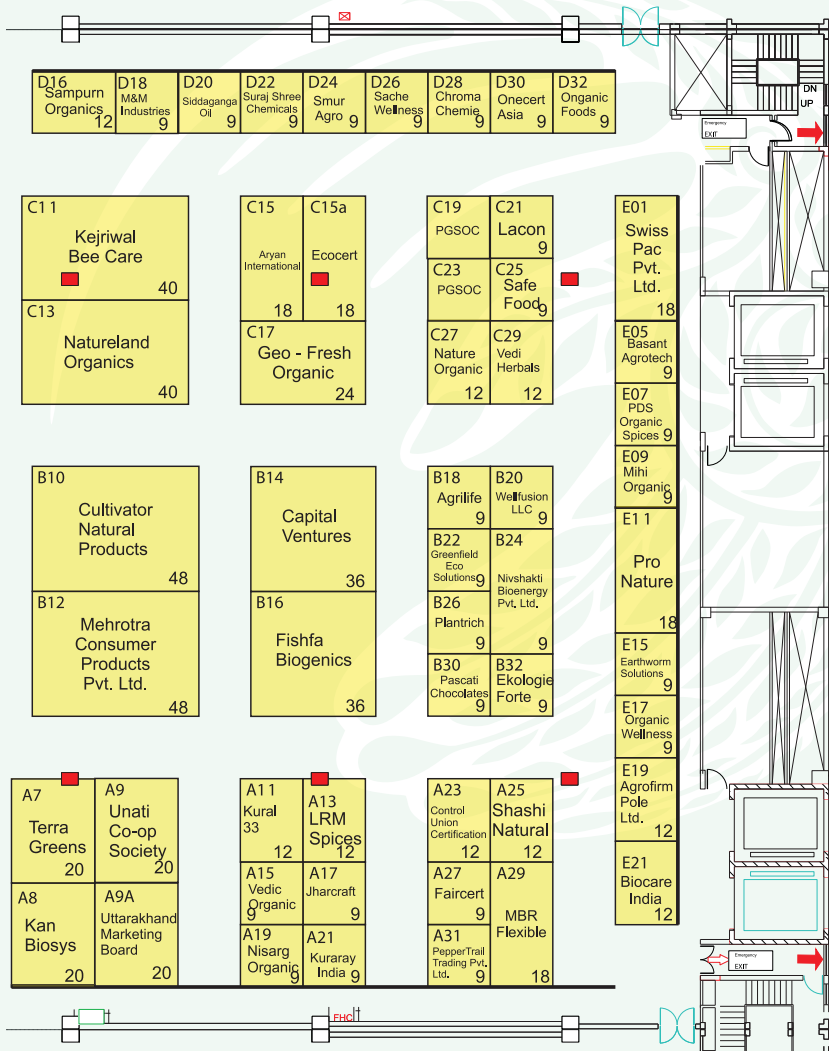 D16
Sampurn
Organics
12
D18
M&M
Industries
9
D20
Siddaganga
Oil
9
D22
Suraj Shree
Chemicals
9
D24
Smur
Agro
9
D26
Sache
Wellness
9
D28
Chroma
Chemie
9
D30
Onecert
Asia
9
D32
Onganic
Foods
9
DN
UP
Emergency
EXIT
C11
Kejriwal
Bee Care
40
C13
Natureland
Organics
40
C15
Aryan
International
18
C15a
Ecocert
18
C17
Geo - Fresh
Organic
24
C19
PGSOC
C21
Lacon
9
C23
PGSOC
C25
Safe
Food
9
C27
Nature
Organic
12
C29
Vedi
Herbals
12
E01
Swiss
Pac
Pvt.
Ltd.
18
E05
Basant
Agrotech
9
E07
PDS
Organic
Spices
9
E09
Mihi
Organic
9
E11
Pro
Nature
18
E15
Earthworm
Solutions
9
E17
Organic
Wellness
9
E19
Agrofirm
Pole
Ltd.
12
E21
Biocare
India
12
B10
Cultivator
Natural
Products
48
B12
Mehrotra
Consumer
Products
Pvt. Ltd.
48
B14
Capital
Ventures
36
B16
Fishfa
Biogenics
36
B18
Agrilife
9
B20
Wellfusion
LLC
9
B22
Greenfield
Eco
Solutions
9
B24
Nivshakti
Bioenergy
Pvt. Ltd.
9
B26
Plantrich
9
B30
Pascati
Chocolates
9
B32
Ekologie
Forte
9
A7
Terra
Greens
20
A9
Unati
Co-op
Society
20
A8
Kan
Biosys
20
A9A
Uttarakhand
Marketing
Board
20
A11
Kural
33
12
A13
LRM
Spices
12
A15
Vedic
Organic
9
A17
Jharcraft
9
A19
Nisarg
Organic
9
A21
Kuraray
India
9
A23
Control
Union
Certification
12
A25
Shashi
Natural
12
A27
Faircert
9
A29
MBR
Flexible
18
A31
PepperTrail
Trading Pvt.
Ltd.
9
Emergency
EXIT
FHC